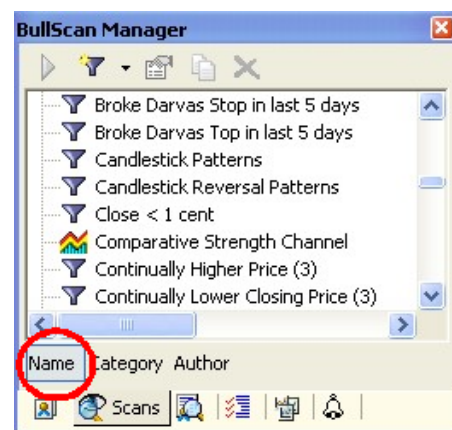 BullScan Manager
Broke Darvas Stop in last 5 days
Broke Darvas Top in last 5 days
Candlestick Patterns
Candlestick Reversal Patterns
Close < 1 cent
Comparative Strength Channel
Continually Higher Price (3)
Continually Lower Closing Price (3)
Name Category Author
Scans